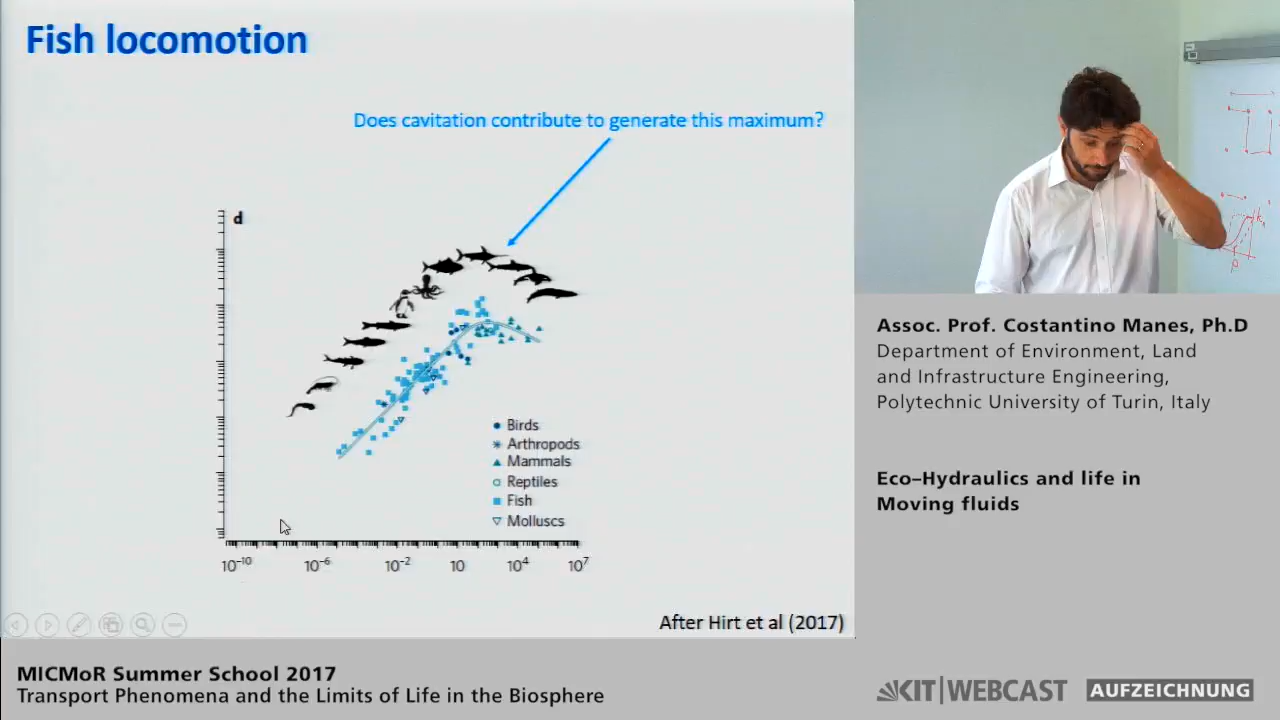 Fish locomotion
Does cavitation contribute to generate this maximum?
d
Birds
Arthropods
Mammals
Reptiles
Fish
Molluscs
10⁻¹⁰ 10⁻⁶ 10⁻² 10 10⁴ 10⁷
After Hirt et al (2017)
Assoc. Prof. Costantino Manes, Ph.D
Department of Environment, Land
and Infrastructure Engineering,
Polytechnic University of Turin, Italy
Eco–Hydraulics and life in
Moving fluids
MICMoR Summer School 2017
Transport Phenomena and the Limits of Life in the Biosphere
KIT|WEBCAST AUFZEICHNUNG